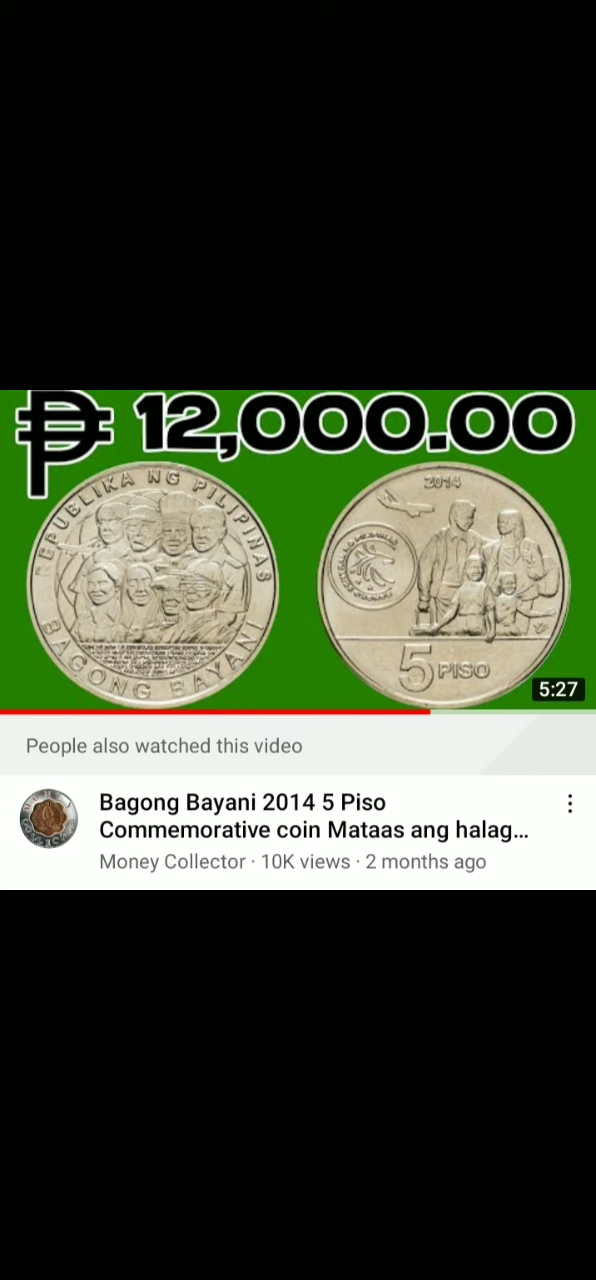 ₱ 12,000.00
REPUBLIKA NG PILIPINAS
BAGONG BAYANI
2014
5 PISO
5:27
People also watched this video
Bagong Bayani 2014 5 Piso
Commemorative coin Mataas ang halag...
Money Collector · 10K views · 2 months ago